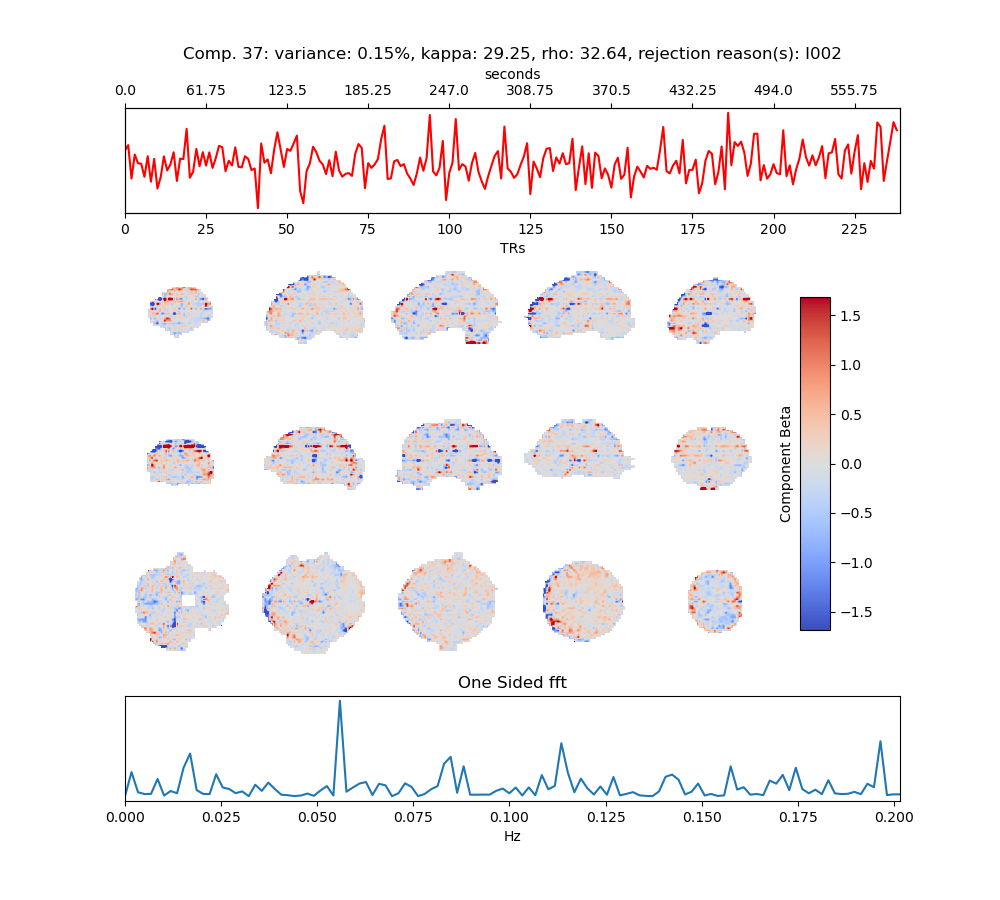 Comp. 37: variance: 0.15%, kappa: 29.25, rho: 32.64, rejection reason(s): I002
seconds
0.0 61.75 123.5 185.25 247.0 308.75 370.5 432.25 494.0 555.75
0 25 50 75 100 125 150 175 200 225
TRs
1.5
1.0
0.5
0.0
−0.5
−1.0
−1.5
Component Beta
One Sided fft
0.000 0.025 0.050 0.075 0.100 0.125 0.150 0.175 0.200
Hz